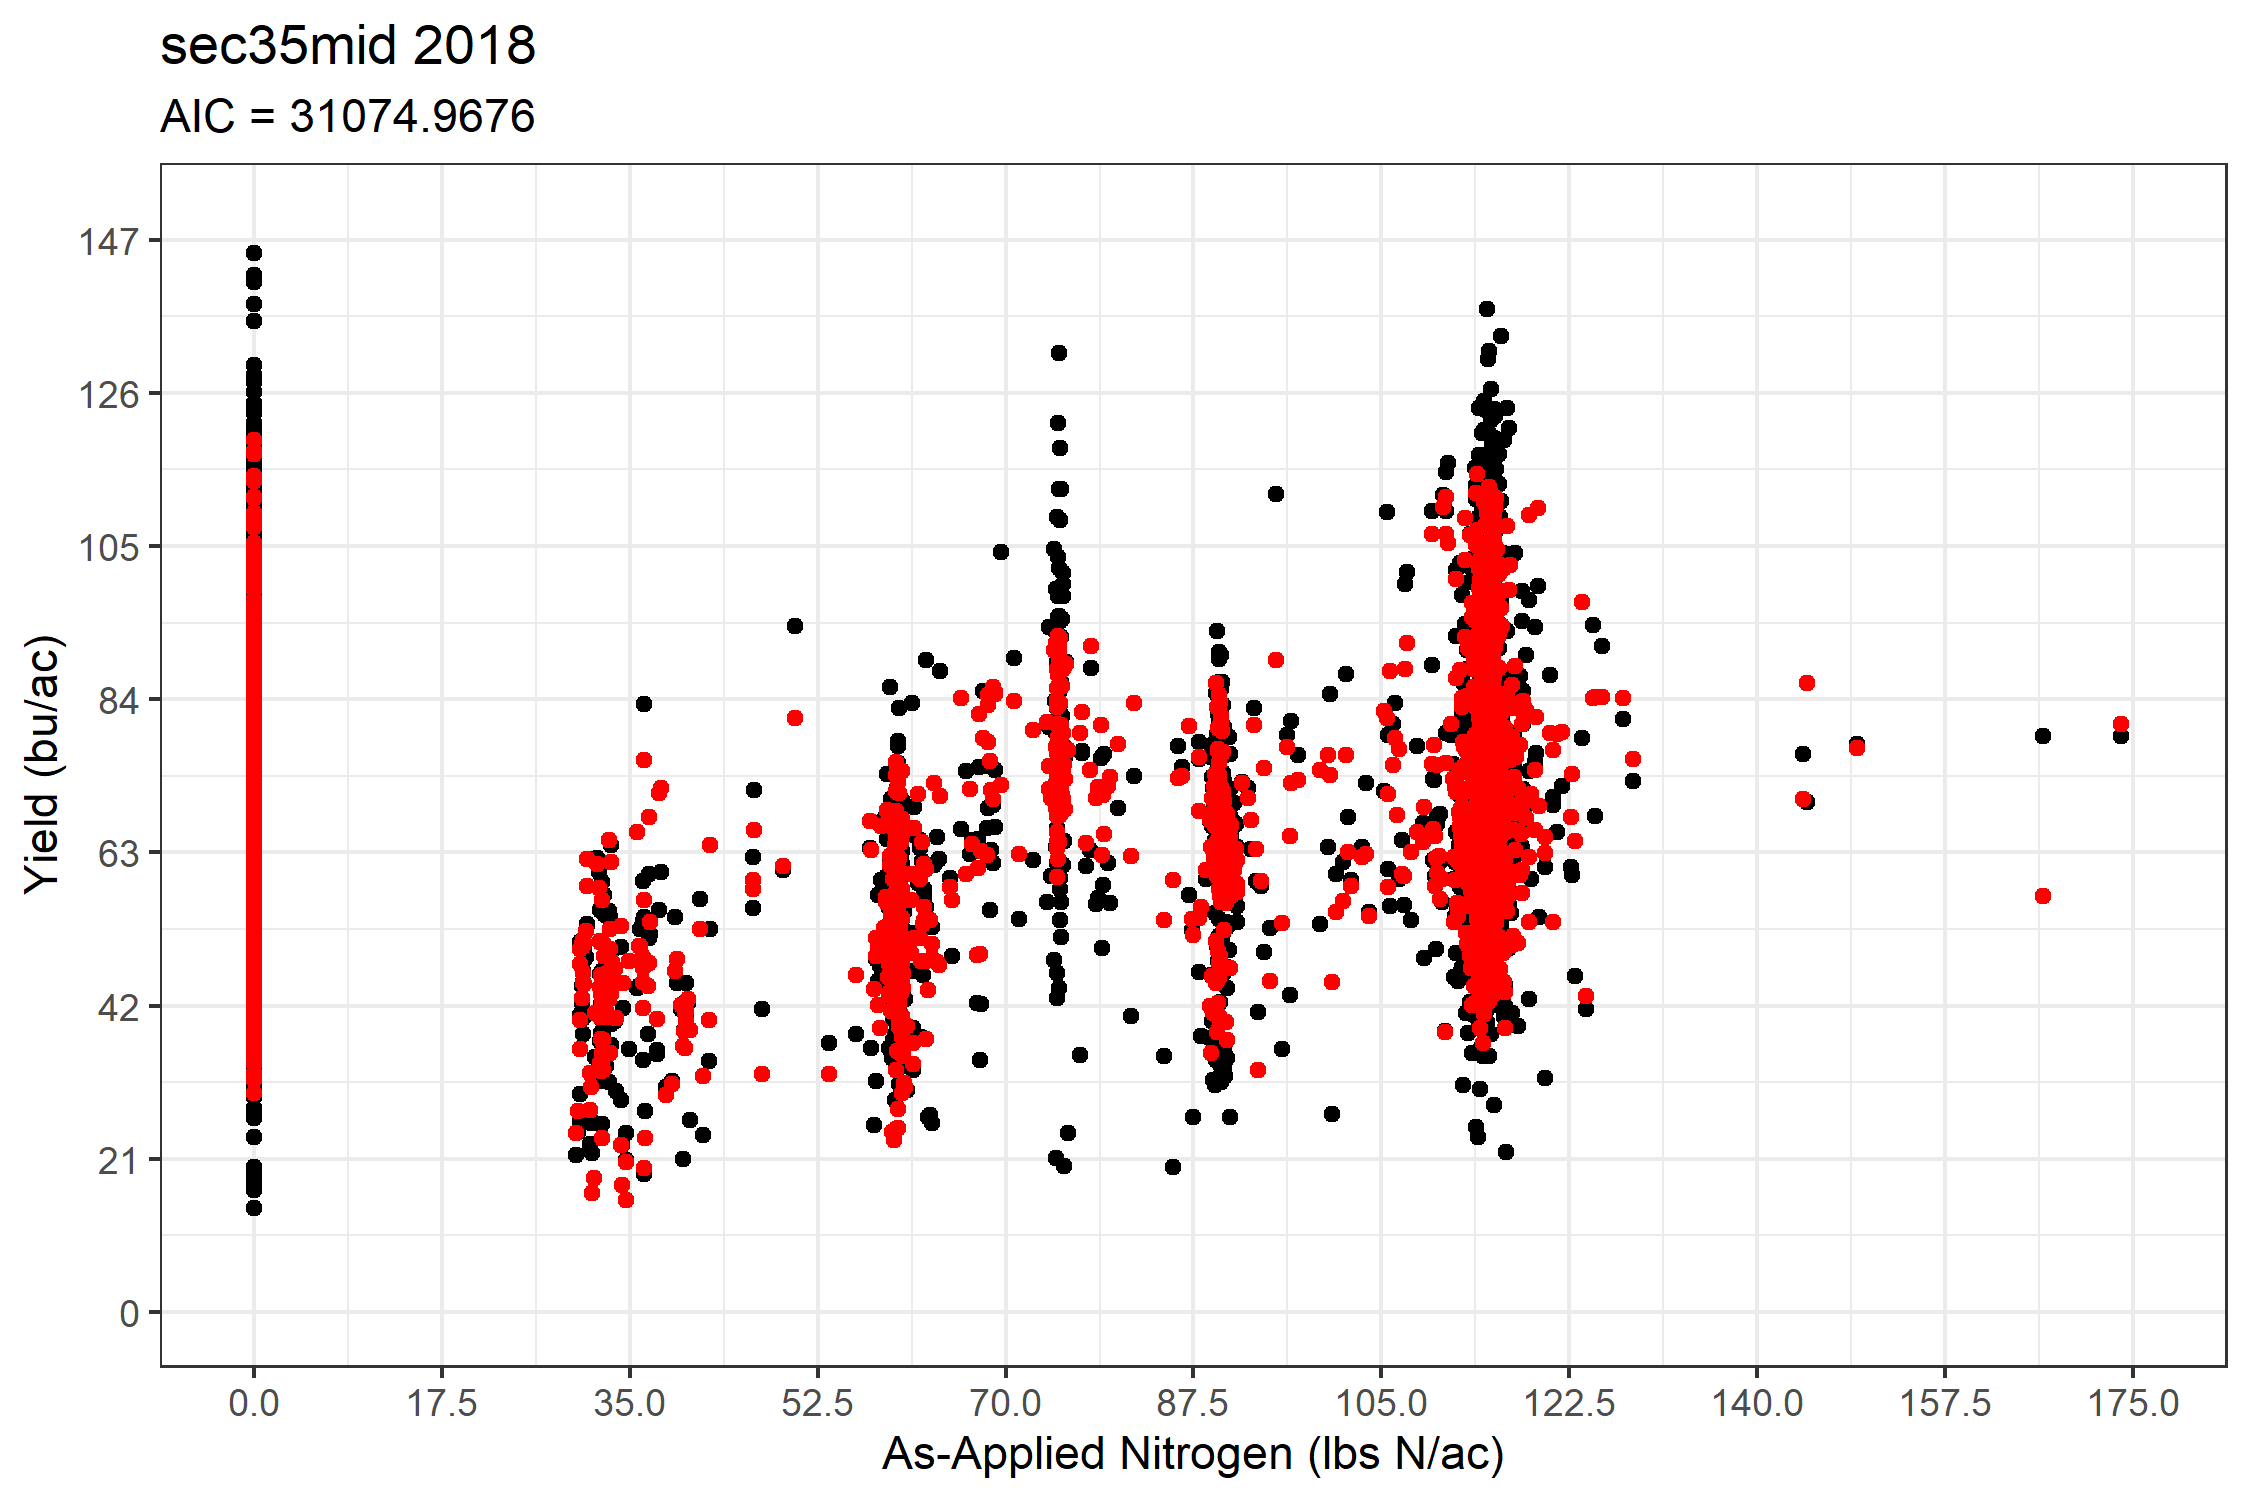 sec35mid 2018
AIC = 31074.9676
Yield (bu/ac)
147
126
105
84
63
42
21
0
0.0 17.5 35.0 52.5 70.0 87.5 105.0 122.5 140.0 157.5 175.0
As-Applied Nitrogen (lbs N/ac)